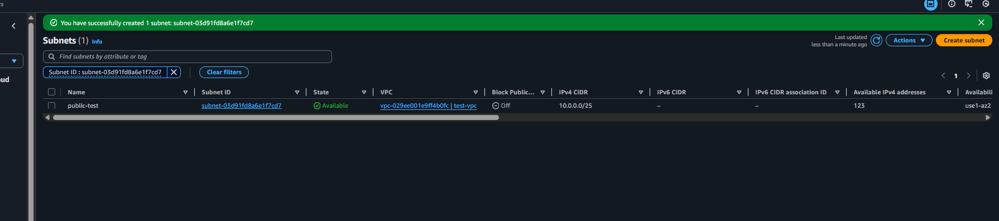 You have successfully created 1 subnet: subnet-03d91fd8a6e1f7cd7
Subnets (1) Info
Last updated
less than a minute ago
Actions
Create subnet
Find subnets by attribute or tag
Subnet ID : subnet-03d91fd8a6e1f7cd7
Clear filters
1
oud
Name Subnet ID State VPC Block Public... IPv4 CIDR IPv6 CIDR IPv6 CIDR association ID Available IPv4 addresses Availabili
public-test subnet-03d91fd8a6e1f7cd7 Available vpc-029ee001e9ff4b0fc | test-vpc Off 10.0.0.0/25 – – 123 use1-az2